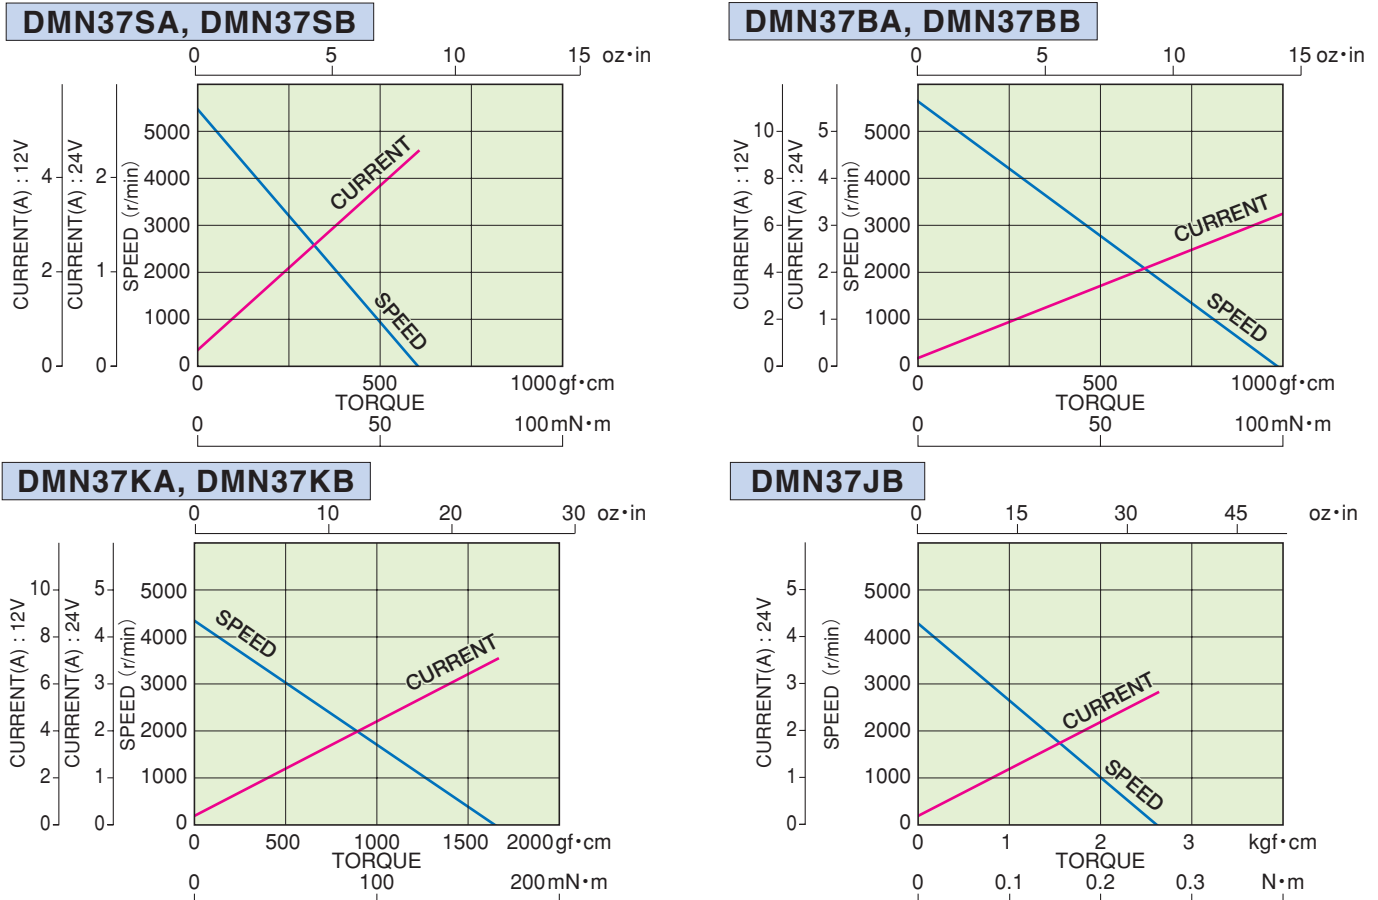 DMN37SA, DMN37SB
0 5 10 15 oz•in
CURRENT(A) : 12V
4
2
0
CURRENT(A) : 24V
2
1
0
SPEED (r/min)
5000
4000
3000
2000
1000
0
CURRENT
SPEED
0 500 1000 gf•cm
TORQUE
0 50 100 mN•m
DMN37BA, DMN37BB
0 5 10 15 oz•in
CURRENT(A) : 12V
10
8
6
4
2
0
CURRENT(A) : 24V
5
4
3
2
1
0
SPEED (r/min)
5000
4000
3000
2000
1000
0
CURRENT
SPEED
0 500 1000 gf•cm
TORQUE
0 50 100 mN•m
DMN37KA, DMN37KB
0 10 20 30 oz•in
CURRENT(A) : 12V
10
8
6
4
2
0
CURRENT(A) : 24V
5
4
3
2
1
0
SPEED (r/min)
5000
4000
3000
2000
1000
0
SPEED
CURRENT
0 500 1000 1500 2000 gf•cm
TORQUE
0 100 200 mN•m
DMN37JB
0 15 30 45 oz•in
CURRENT(A) : 24V
5
4
3
2
1
0
SPEED (r/min)
5000
4000
3000
2000
1000
0
CURRENT
SPEED
0 1 2 3 kgf•cm
TORQUE
0 0.1 0.2 0.3 N•m